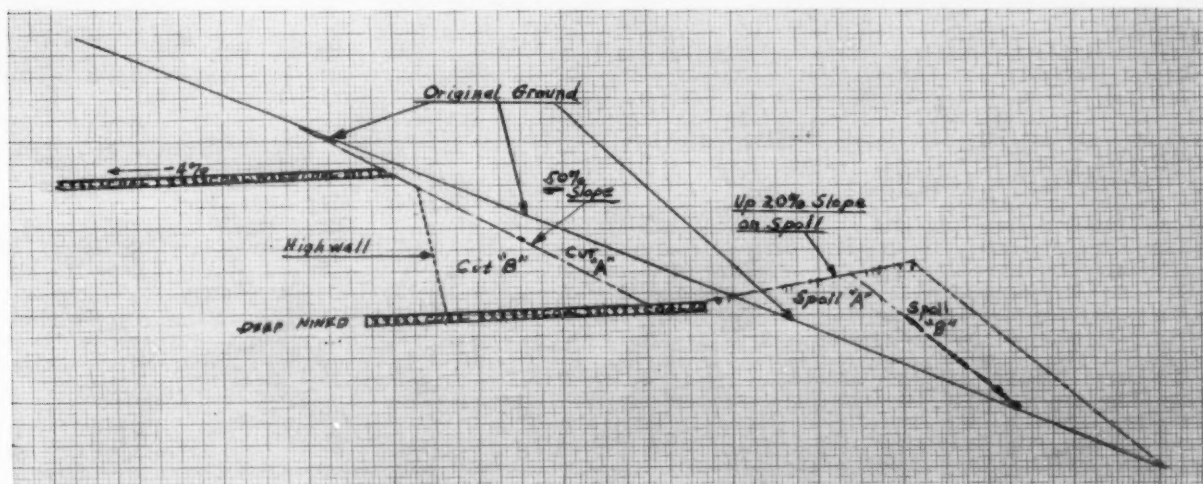 Original Ground
-4%
50%
Slope
Up 20% Slope
on Spoil
Highwall
Cut "B"
Cut "A"
Spoil "A"
Spoil
"B"
DEEP MINED